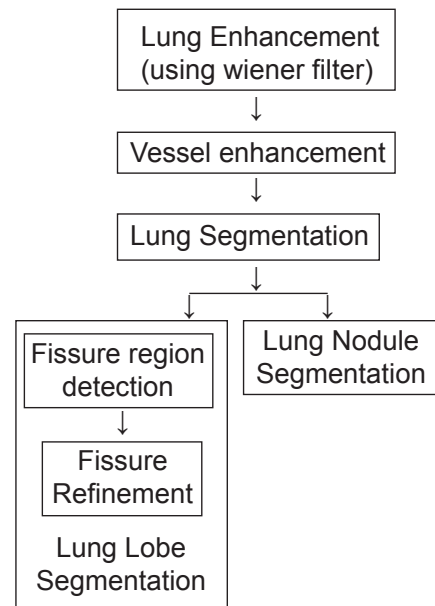 Lung Enhancement
(using wiener filter)
Vessel enhancement
Lung Segmentation
Fissure region
detection
Fissure
Refinement
Lung Lobe
Segmentation
Lung Nodule
Segmentation